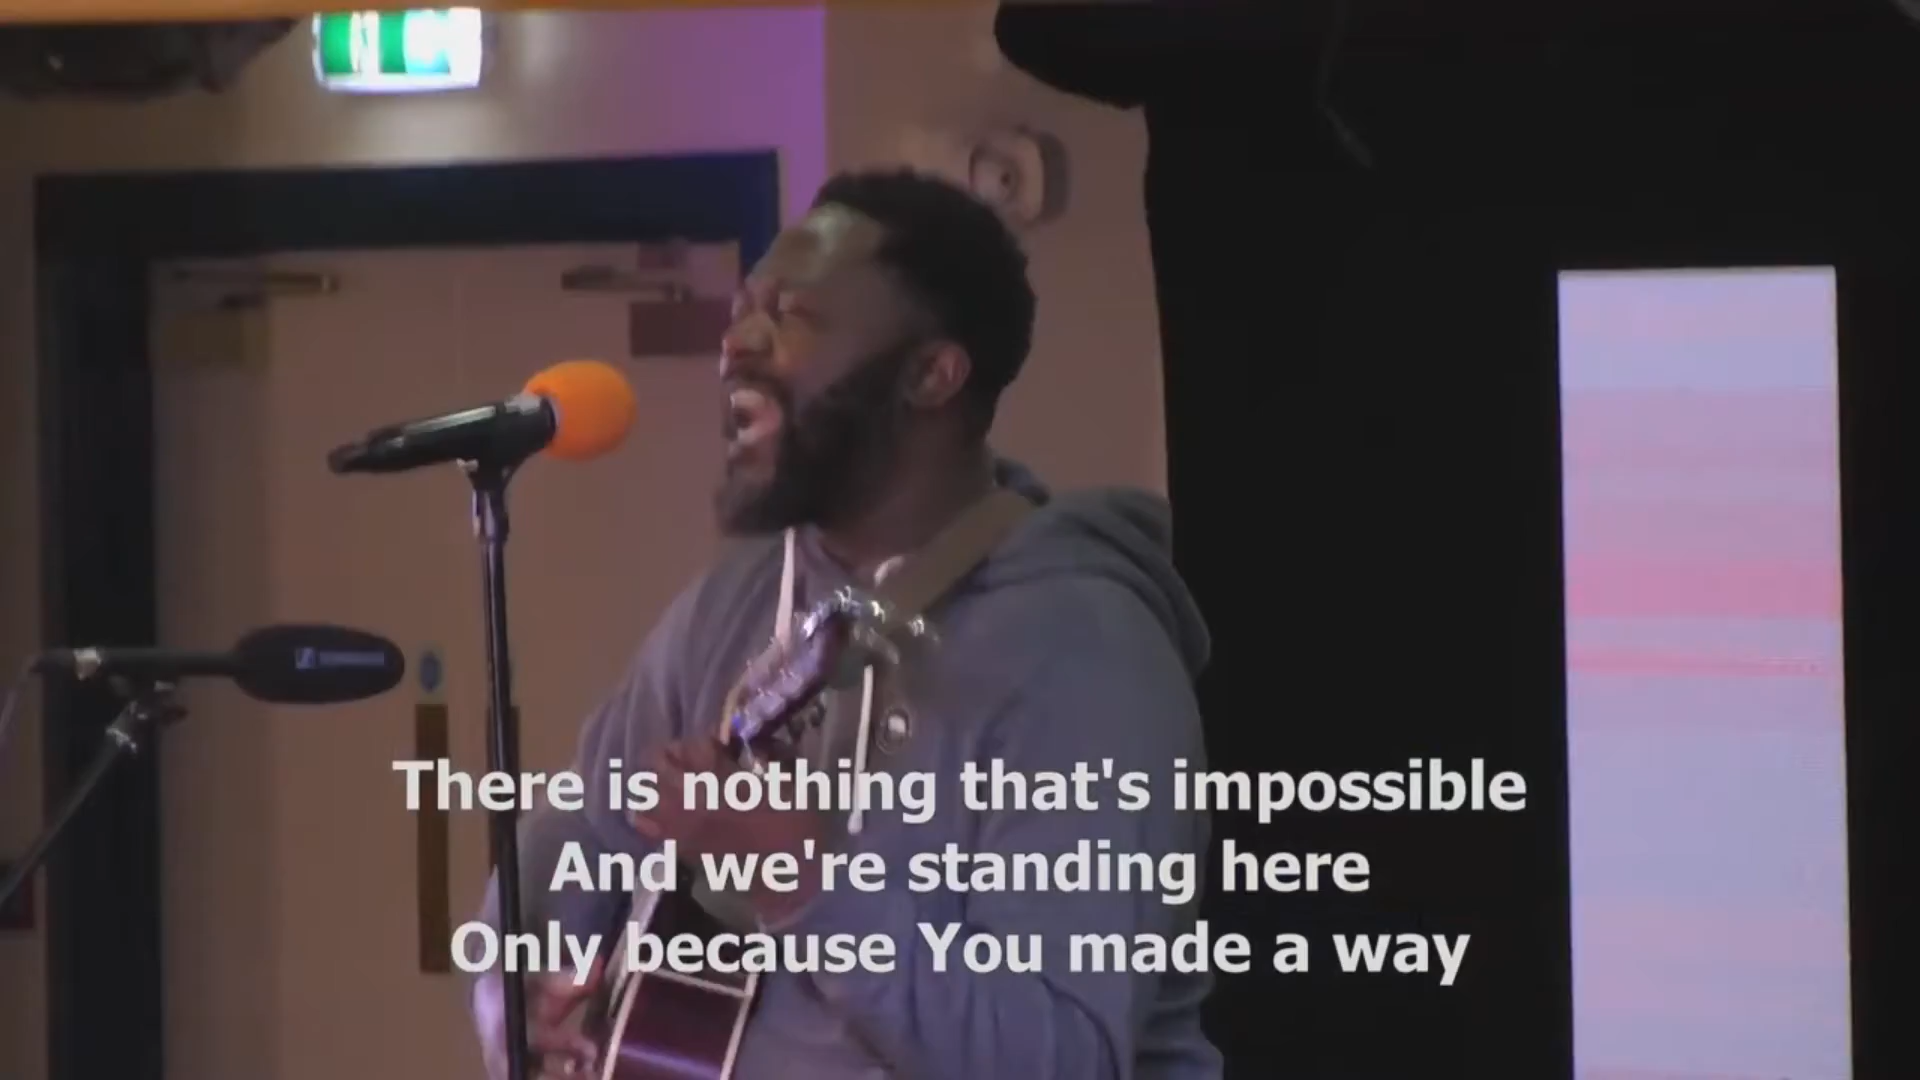 There is nothing that's impossible
And we're standing here
Only because You made a way